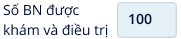 Số BN được
khám và điều trị
100